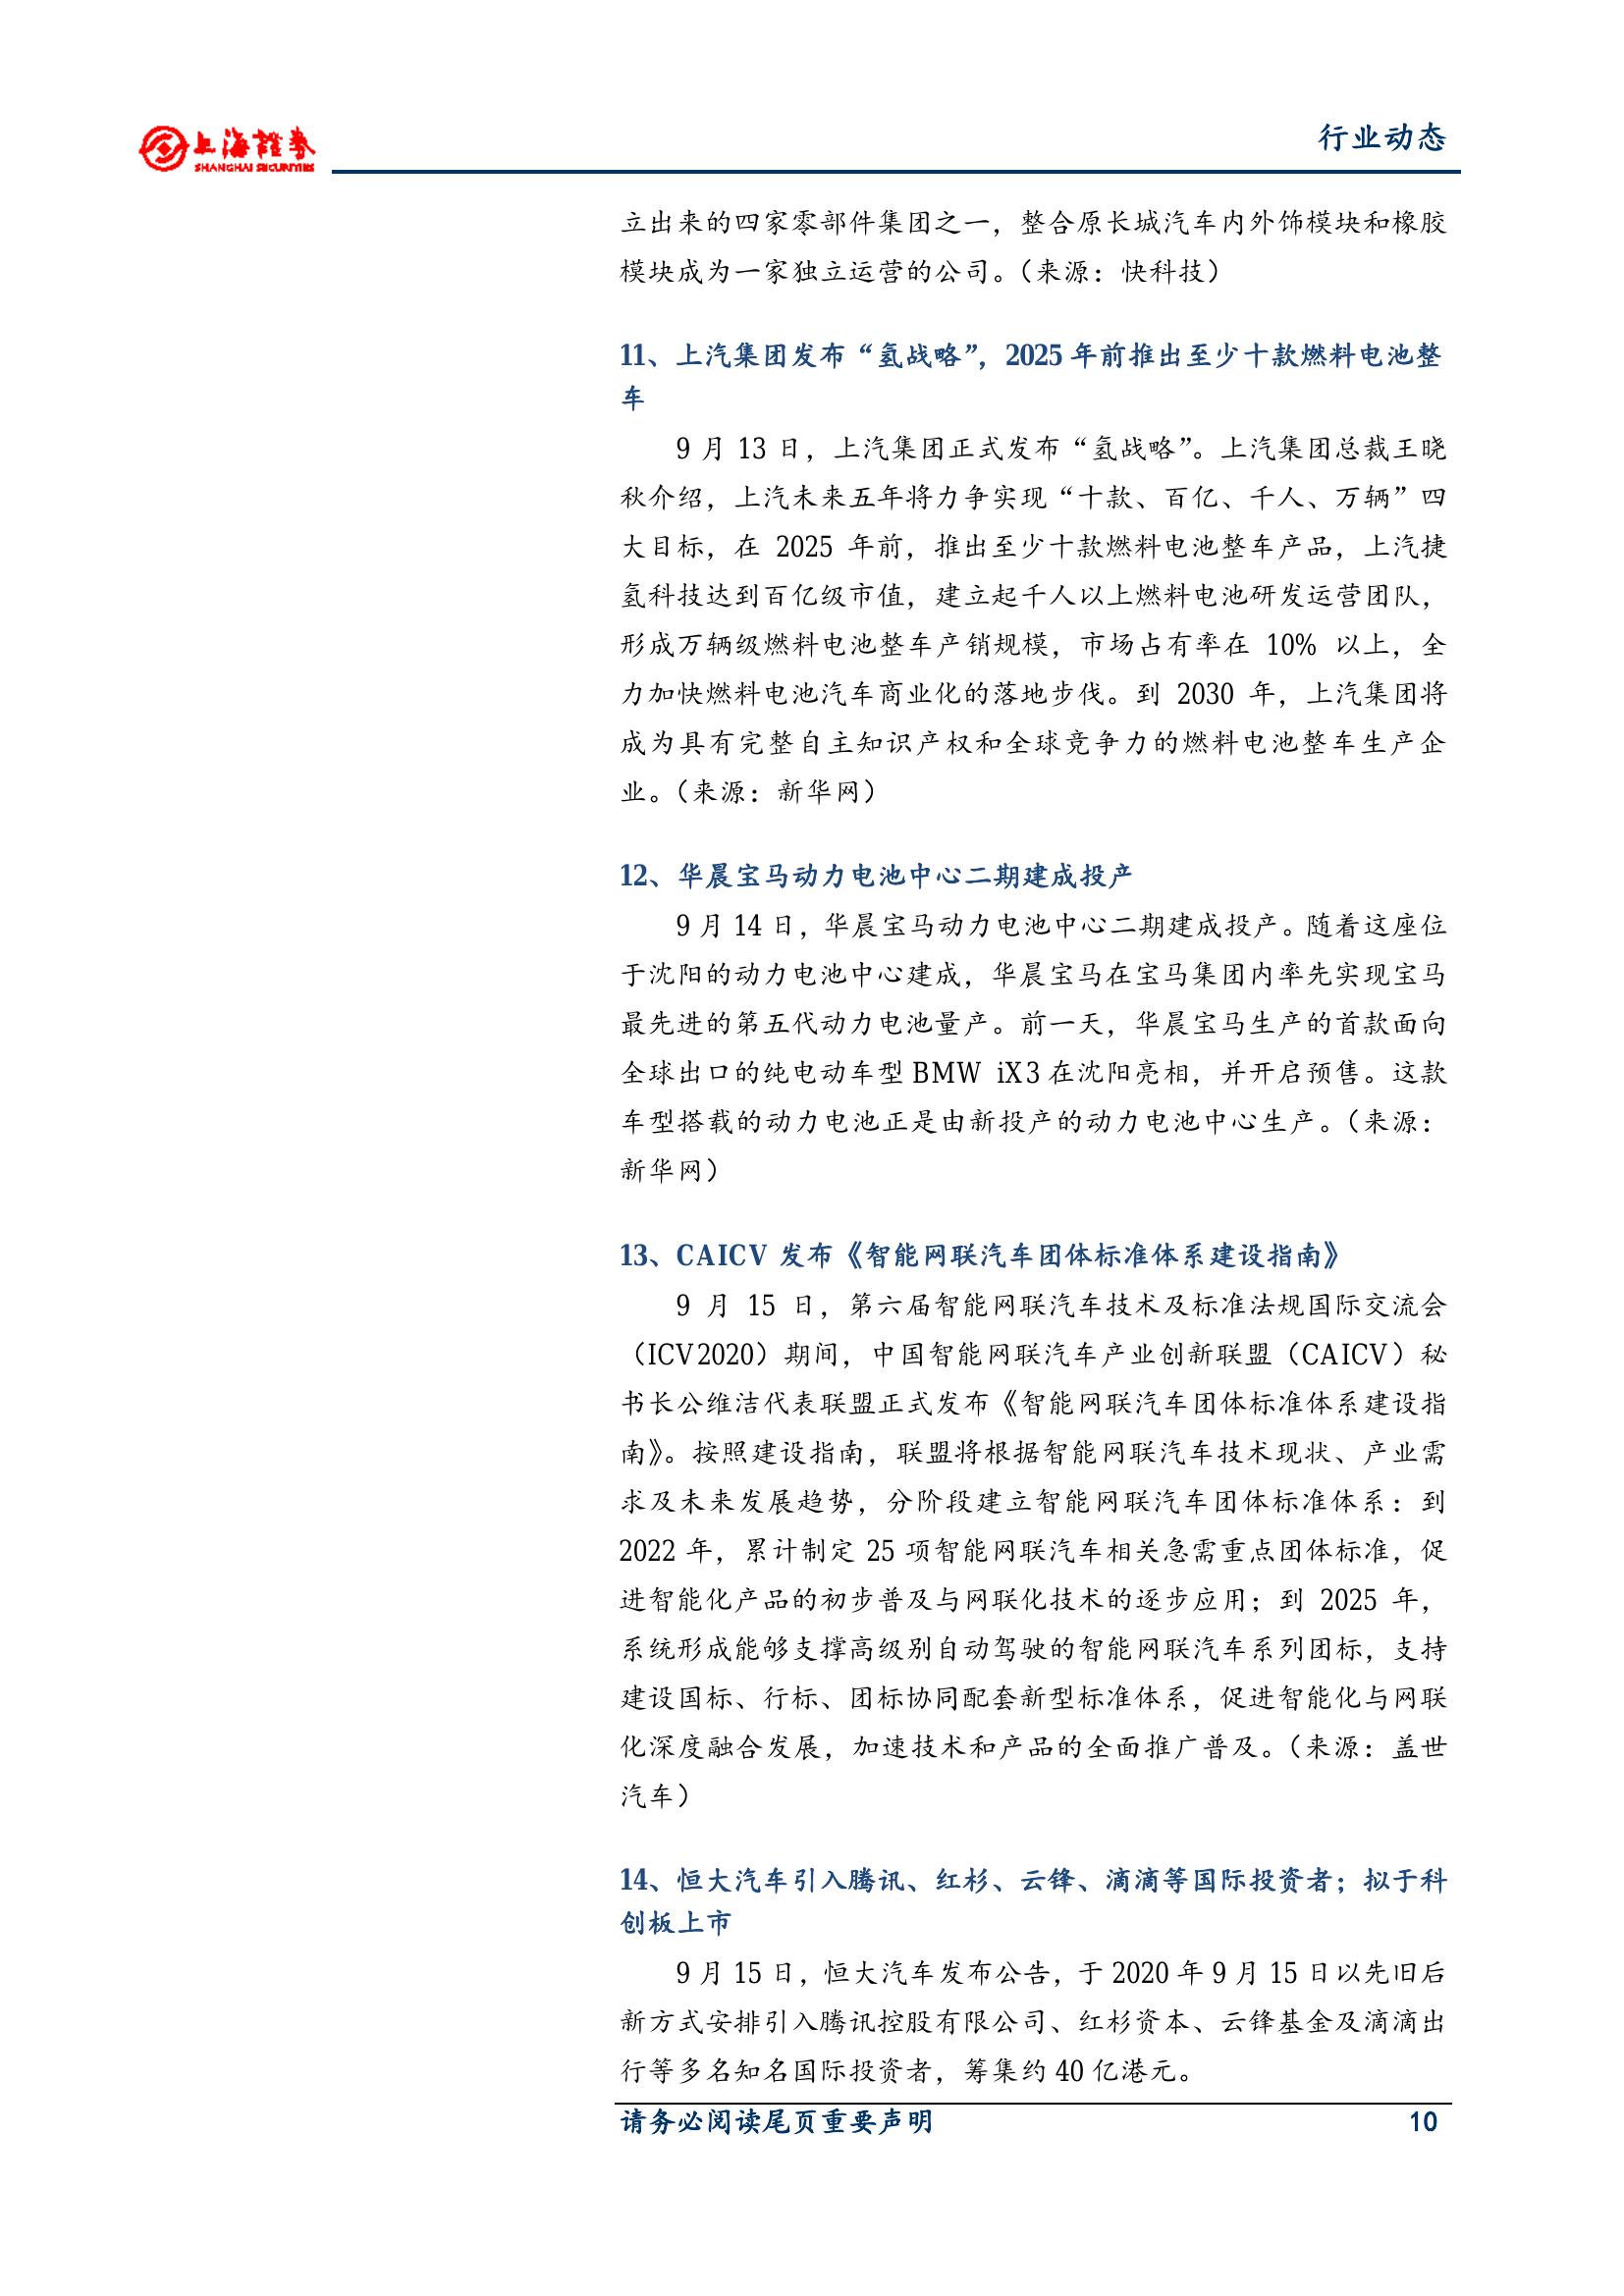 上海證券
SHANGHAI SECURITIES
行业动态
立出来的四家零部件集团之一，整合原长城汽车内外饰模块和橡胶
模块成为一家独立运营的公司。（来源：快科技）
11、上汽集团发布“氢战略”，2025 年前推出至少十款燃料电池整
车
9 月 13 日，上汽集团正式发布“氢战略”。上汽集团总裁王晓
秋介绍，上汽未来五年将力争实现“十款、百亿、千人、万辆”四
大目标，在 2025 年前，推出至少十款燃料电池整车产品，上汽捷
氢科技达到百亿级市值，建立起千人以上燃料电池研发运营团队，
形成万辆级燃料电池整车产销规模，市场占有率在 10% 以上，全
力加快燃料电池汽车商业化的落地步伐。到 2030 年，上汽集团将
成为具有完整自主知识产权和全球竞争力的燃料电池整车生产企
业。（来源：新华网）
12、华晨宝马动力电池中心二期建成投产
9 月 14 日，华晨宝马动力电池中心二期建成投产。随着这座位
于沈阳的动力电池中心建成，华晨宝马在宝马集团内率先实现宝马
最先进的第五代动力电池量产。前一天，华晨宝马生产的首款面向
全球出口的纯电动车型 BMW iX3 在沈阳亮相，并开启预售。这款
车型搭载的动力电池正是由新投产的动力电池中心生产。（来源：
新华网）
13、CAICV 发布《智能网联汽车团体标准体系建设指南》
9 月 15 日，第六届智能网联汽车技术及标准法规国际交流会
（ICV2020）期间，中国智能网联汽车产业创新联盟（CAICV）秘
书长公维洁代表联盟正式发布《智能网联汽车团体标准体系建设指
南》。按照建设指南，联盟将根据智能网联汽车技术现状、产业需
求及未来发展趋势，分阶段建立智能网联汽车团体标准体系：到
2022 年，累计制定 25 项智能网联汽车相关急需重点团体标准，促
进智能化产品的初步普及与网联化技术的逐步应用；到 2025 年，
系统形成能够支撑高级别自动驾驶的智能网联汽车系列团标，支持
建设国标、行标、团标协同配套新型标准体系，促进智能化与网联
化深度融合发展，加速技术和产品的全面推广普及。（来源：盖世
汽车）
14、恒大汽车引入腾讯、红杉、云锋、滴滴等国际投资者；拟于科
创板上市
9 月 15 日，恒大汽车发布公告，于 2020 年 9 月 15 日以先旧后
新方式安排引入腾讯控股有限公司、红杉资本、云锋基金及滴滴出
行等多名知名国际投资者，筹集约 40 亿港元。
请务必阅读尾页重要声明 10